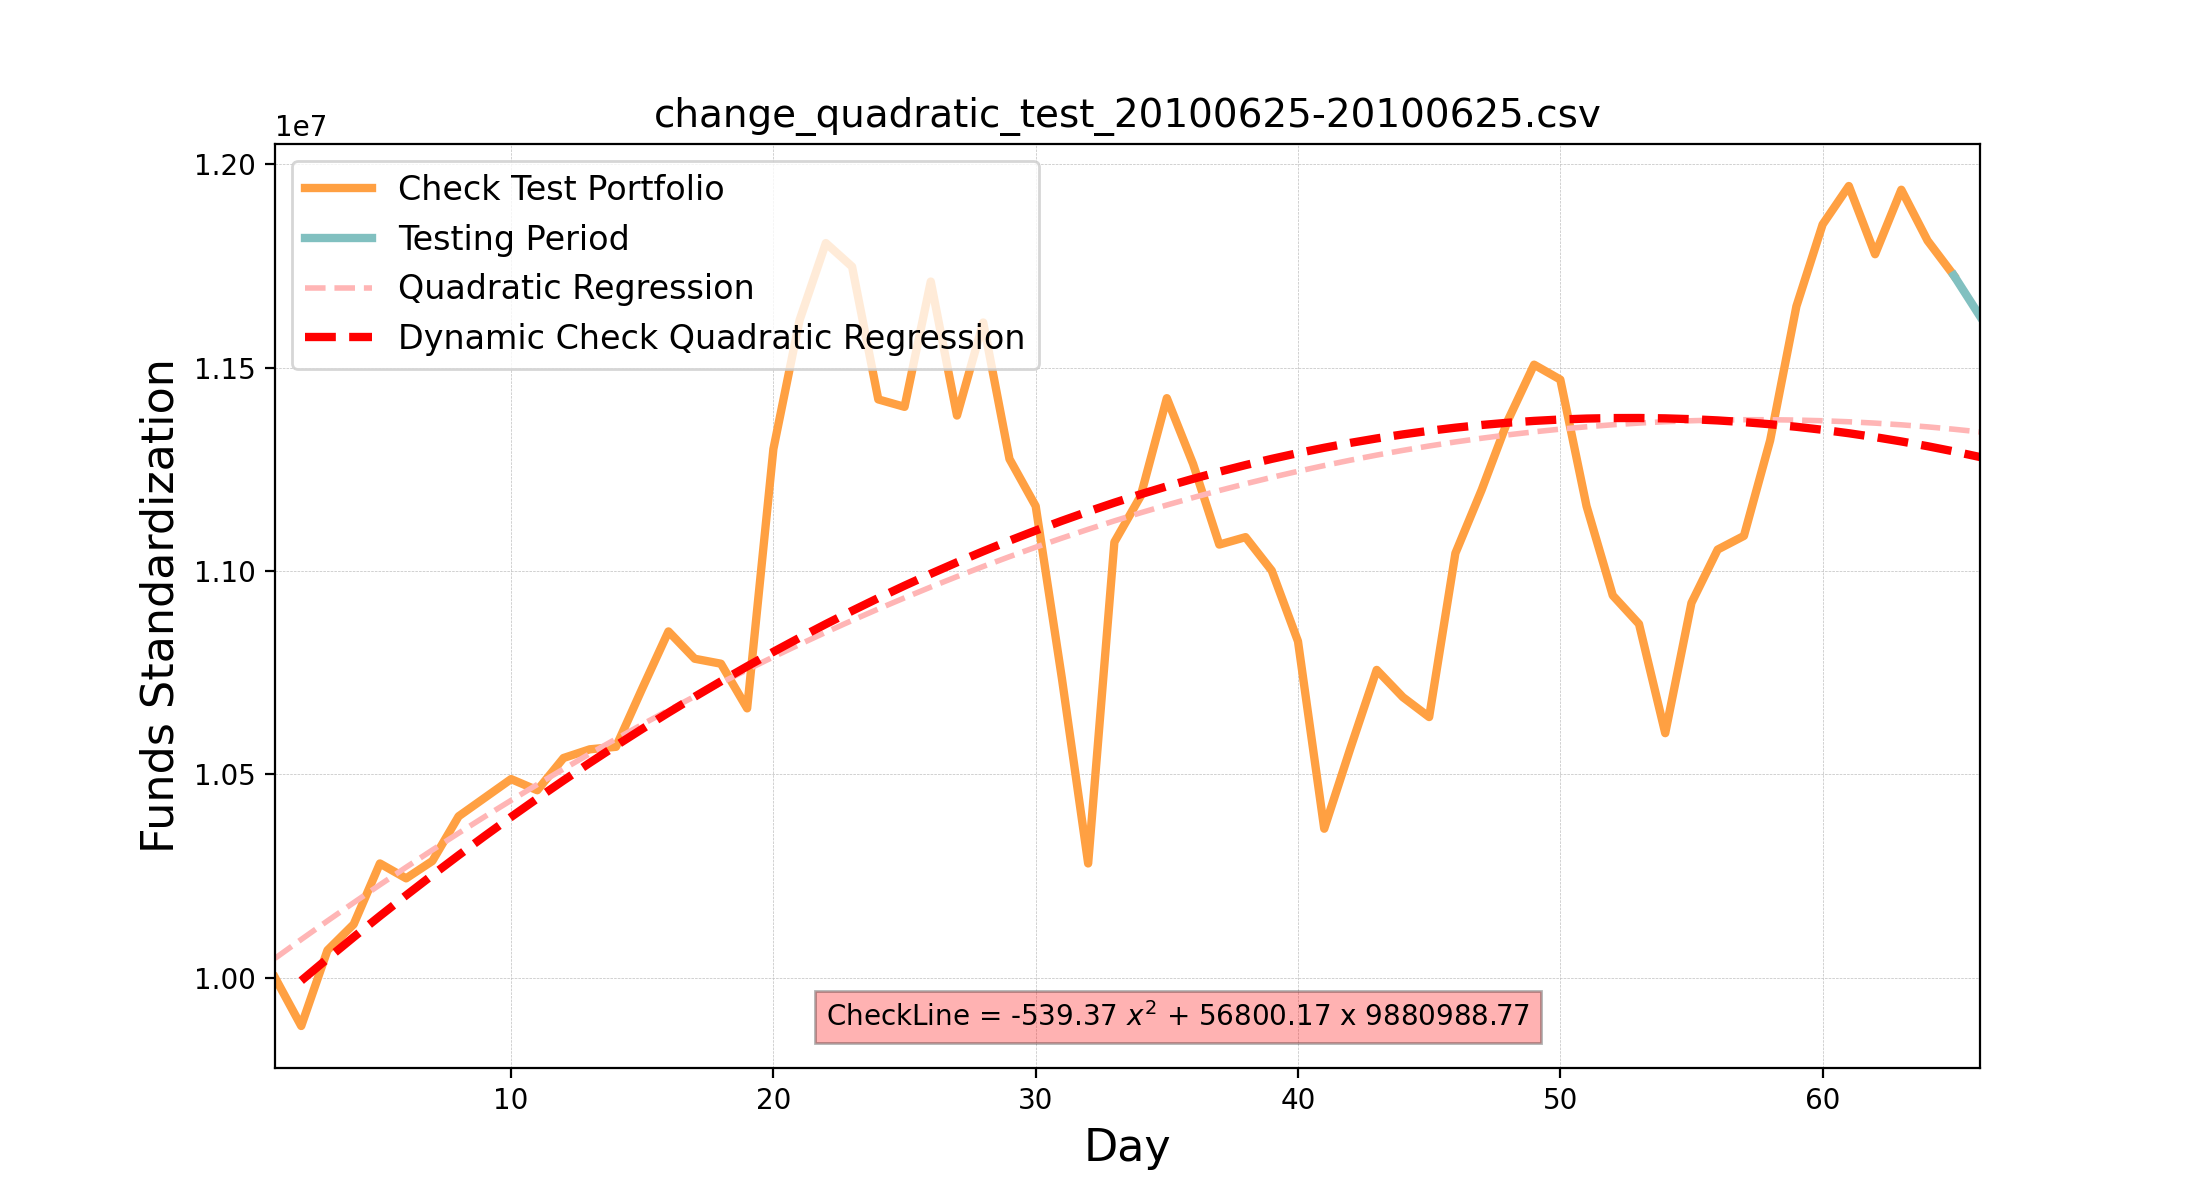 change_quadratic_test_20100625-20100625.csv
1e7
1.20
1.15
1.10
1.05
1.00
Funds Standardization
Check Test Portfolio
Testing Period
Quadratic Regression
Dynamic Check Quadratic Regression
CheckLine = -539.37 x² + 56800.17 x 9880988.77
10 20 30 40 50 60
Day